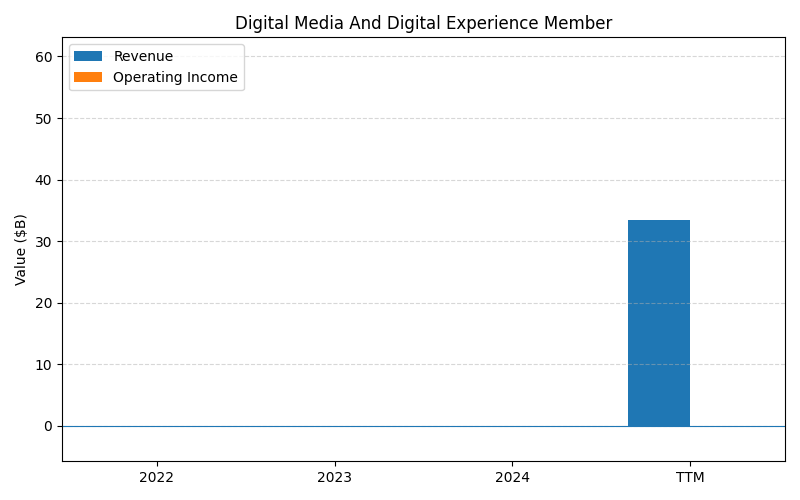 Digital Media And Digital Experience Member
Revenue
Operating Income
Value ($B)
60
50
40
30
20
10
0
2022 2023 2024 TTM